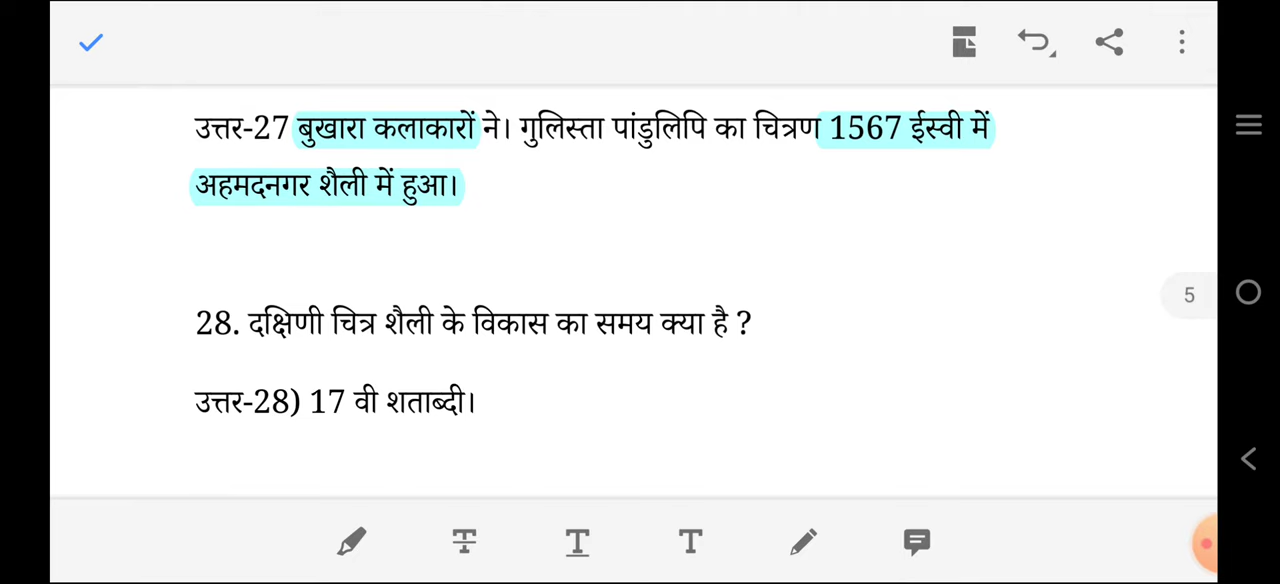 उत्तर-27 बुखारा कलाकारों ने। गुलिस्ता पांडुलिपि का चित्रण 1567 ईस्वी में
अहमदनगर शैली में हुआ।
5
28. दक्षिणी चित्र शैली के विकास का समय क्या है ?
उत्तर-28) 17 वी शताब्दी।